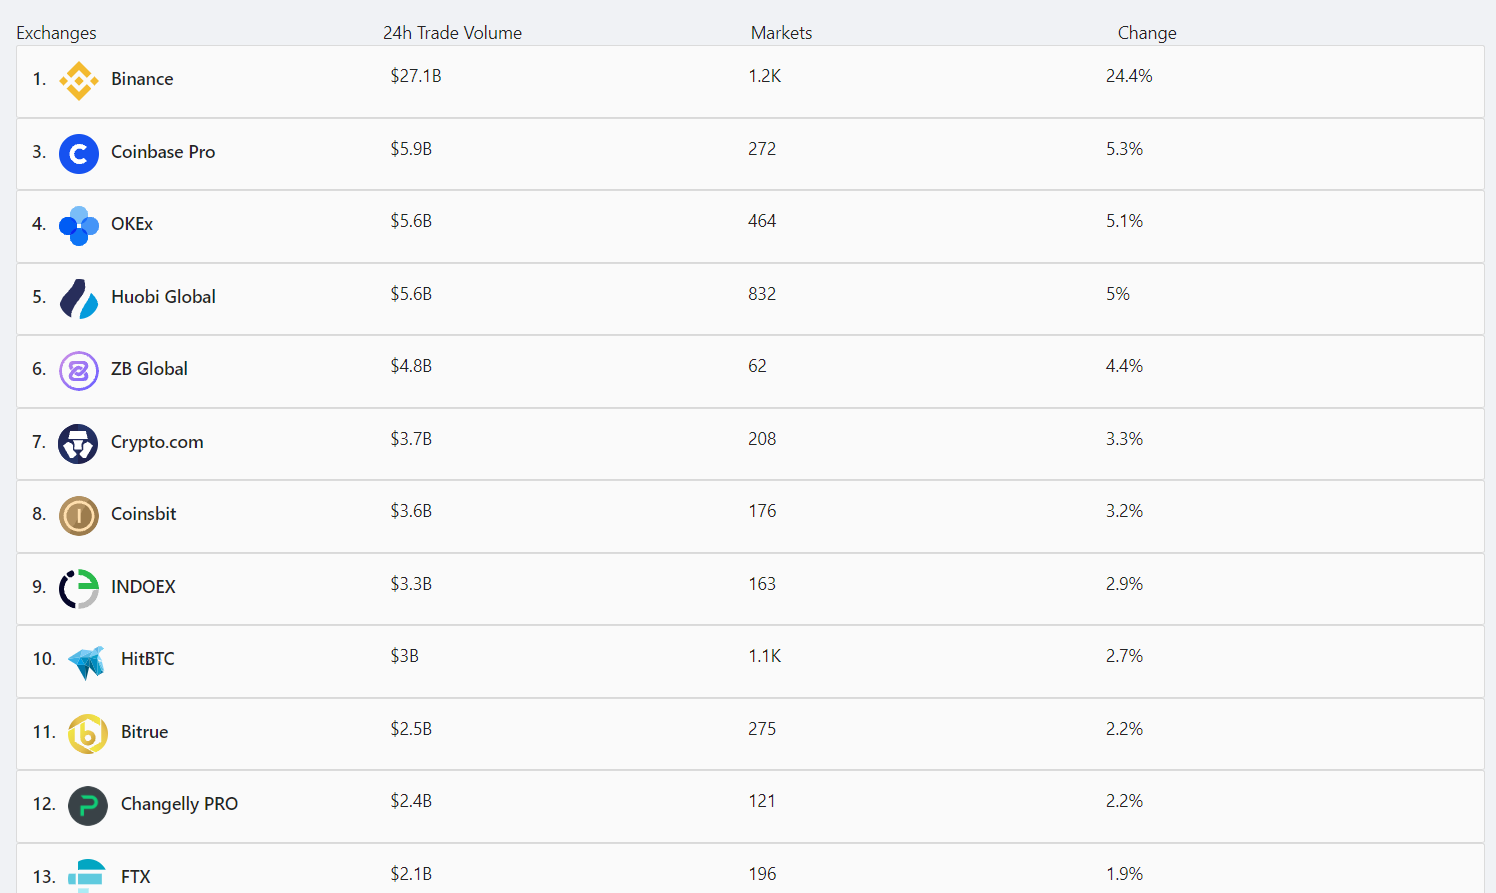 Exchanges 24h Trade Volume Markets Change
1. Binance $27.1B 1.2K 24.4%
3. Coinbase Pro $5.9B 272 5.3%
4. OKEx $5.6B 464 5.1%
5. Huobi Global $5.6B 832 5%
6. ZB Global $4.8B 62 4.4%
7. Crypto.com $3.7B 208 3.3%
8. Coinsbit $3.6B 176 3.2%
9. INDOEX $3.3B 163 2.9%
10. HitBTC $3B 1.1K 2.7%
11. Bitrue $2.5B 275 2.2%
12. Changelly PRO $2.4B 121 2.2%
13. FTX $2.1B 196 1.9%